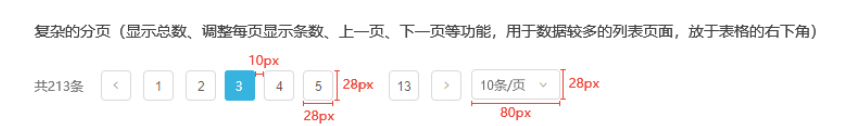 复杂的分页（显示总数、调整每页显示条数、上一页、下一页等功能，用于数据较多的列表页面，放于表格的右下角）
10px
共213条 < 1 2 3 4 5 28px 13 > 10条/页 28px
28px 80px